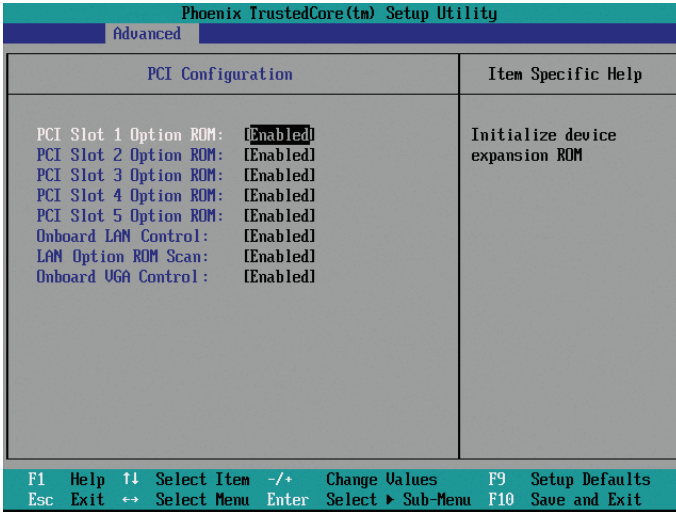 Phoenix TrustedCore(tm) Setup Utility
Advanced
PCI Configuration
Item Specific Help
PCI Slot 1 Option ROM: [Enabled]
PCI Slot 2 Option ROM: [Enabled]
PCI Slot 3 Option ROM: [Enabled]
PCI Slot 4 Option ROM: [Enabled]
PCI Slot 5 Option ROM: [Enabled]
Onboard LAN Control: [Enabled]
LAN Option ROM Scan: [Enabled]
Onboard VGA Control: [Enabled]
Initialize device
expansion ROM
F1 Help ↑↓ Select Item -/+ Change Values F9 Setup Defaults
Esc Exit ↔ Select Menu Enter Select ▶ Sub-Menu F10 Save and Exit